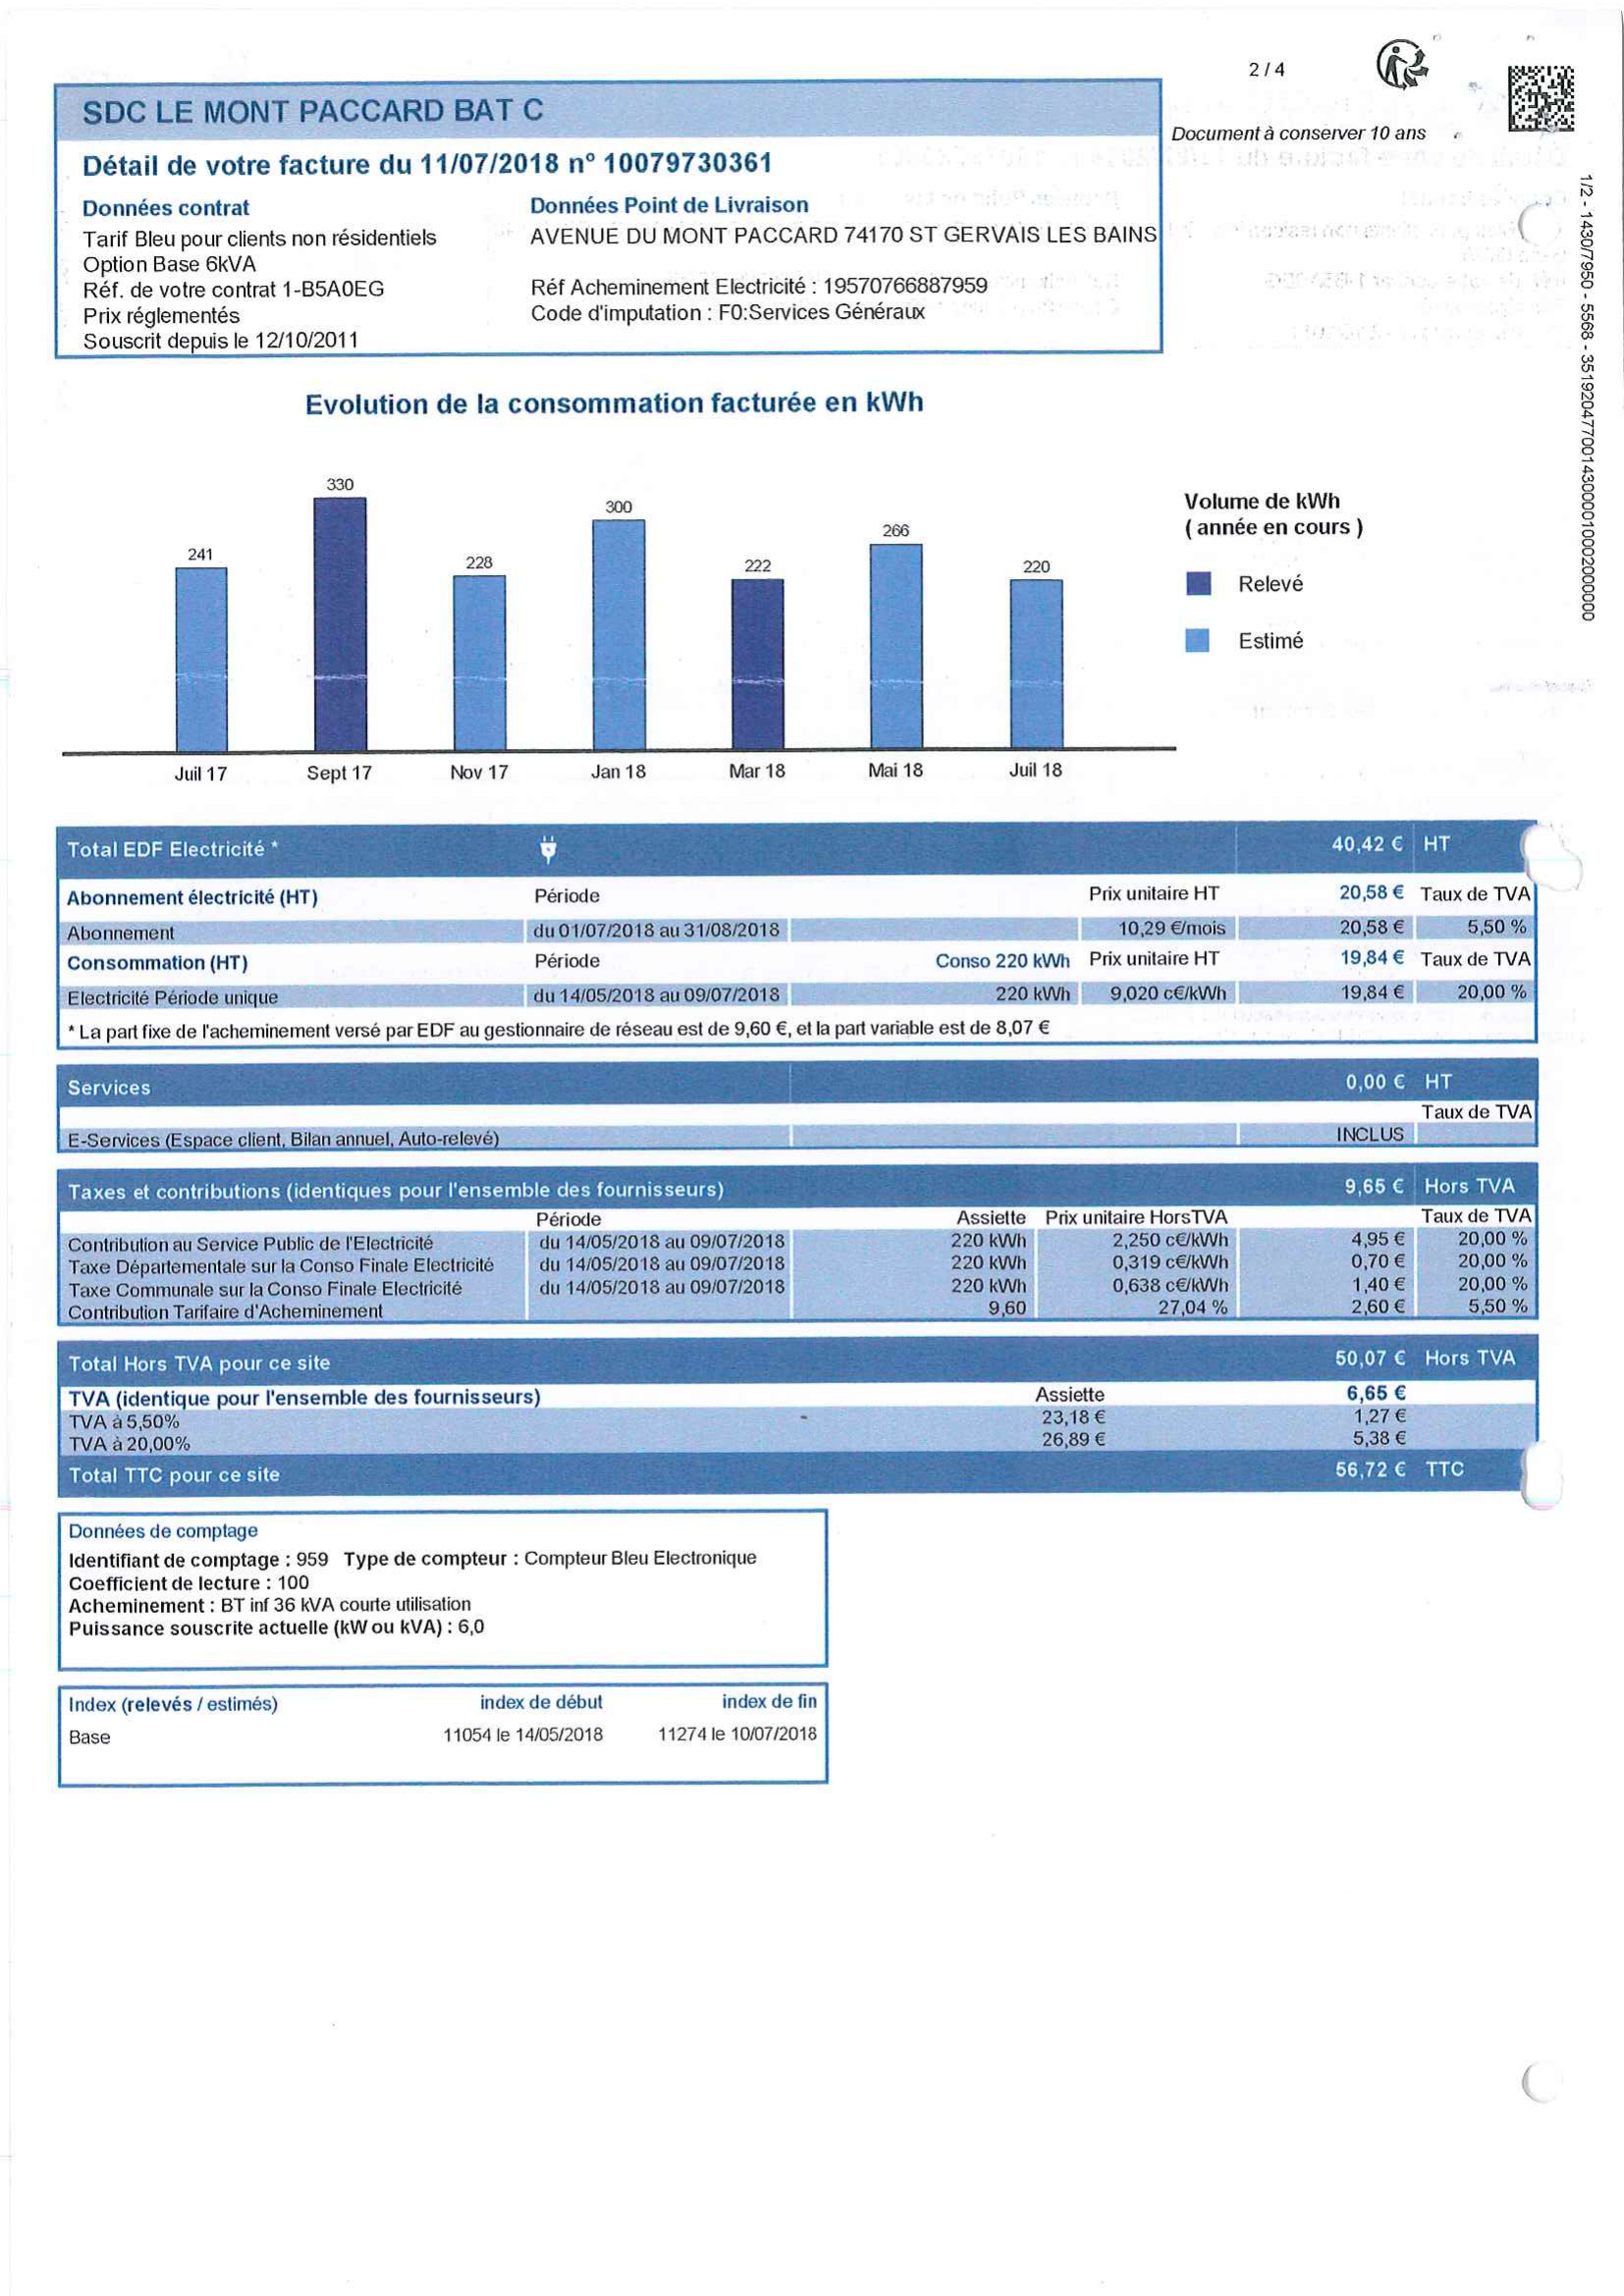 2 / 4
SDC LE MONT PACCARD BAT C
Document à conserver 10 ans
Détail de votre facture du 11/07/2018 n° 10079730361
Données contrat
Tarif Bleu pour clients non résidentiels
Option Base 6kVA
Réf. de votre contrat 1-B5A0EG
Prix réglementés
Souscrit depuis le 12/10/2011
Données Point de Livraison
AVENUE DU MONT PACCARD 74170 ST GERVAIS LES BAINS
Réf Acheminement Electricité : 19570766887959
Code d'imputation : F0:Services Généraux
1/2 - 1430/7950 - 5568 - 35192047700143000010002000000
Evolution de la consommation facturée en kWh
241
330
228
300
222
266
220
Juil 17
Sept 17
Nov 17
Jan 18
Mar 18
Mai 18
Juil 18
Volume de kWh
( année en cours )
Relevé
Estimé
Total EDF Electricité * 40,42 € HT
Abonnement électricité (HT) Période Prix unitaire HT 20,58 € Taux de TVA
Abonnement du 01/07/2018 au 31/08/2018 10,29 €/mois 20,58 € 5,50 %
Consommation (HT) Période Conso 220 kWh Prix unitaire HT 19,84 € Taux de TVA
Electricité Période unique du 14/05/2018 au 09/07/2018 220 kWh 9,020 c€/kWh 19,84 € 20,00 %
* La part fixe de l'acheminement versé par EDF au gestionnaire de réseau est de 9,60 €, et la part variable est de 8,07 €
Services 0,00 € HT
Taux de TVA
E-Services (Espace client, Bilan annuel, Auto-relevé) INCLUS
Taxes et contributions (identiques pour l'ensemble des fournisseurs) 9,65 € Hors TVA
Période Assiette Prix unitaire HorsTVA Taux de TVA
Contribution au Service Public de l'Electricité du 14/05/2018 au 09/07/2018 220 kWh 2,250 c€/kWh 4,95 € 20,00 %
Taxe Départementale sur la Conso Finale Electricité du 14/05/2018 au 09/07/2018 220 kWh 0,319 c€/kWh 0,70 € 20,00 %
Taxe Communale sur la Conso Finale Electricité du 14/05/2018 au 09/07/2018 220 kWh 0,638 c€/kWh 1,40 € 20,00 %
Contribution Tarifaire d'Acheminement 9,60 27,04 % 2,60 € 5,50 %
Total Hors TVA pour ce site 50,07 € Hors TVA
TVA (identique pour l'ensemble des fournisseurs) Assiette 6,65 €
TVA à 5,50% 23,18 € 1,27 €
TVA à 20,00% 26,89 € 5,38 €
Total TTC pour ce site 56,72 € TTC
Données de comptage
Identifiant de comptage : 959 Type de compteur : Compteur Bleu Electronique
Coefficient de lecture : 100
Acheminement : BT inf 36 kVA courte utilisation
Puissance souscrite actuelle (kW ou kVA) : 6,0
Index (relevés / estimés) index de début index de fin
Base 11054 le 14/05/2018 11274 le 10/07/2018